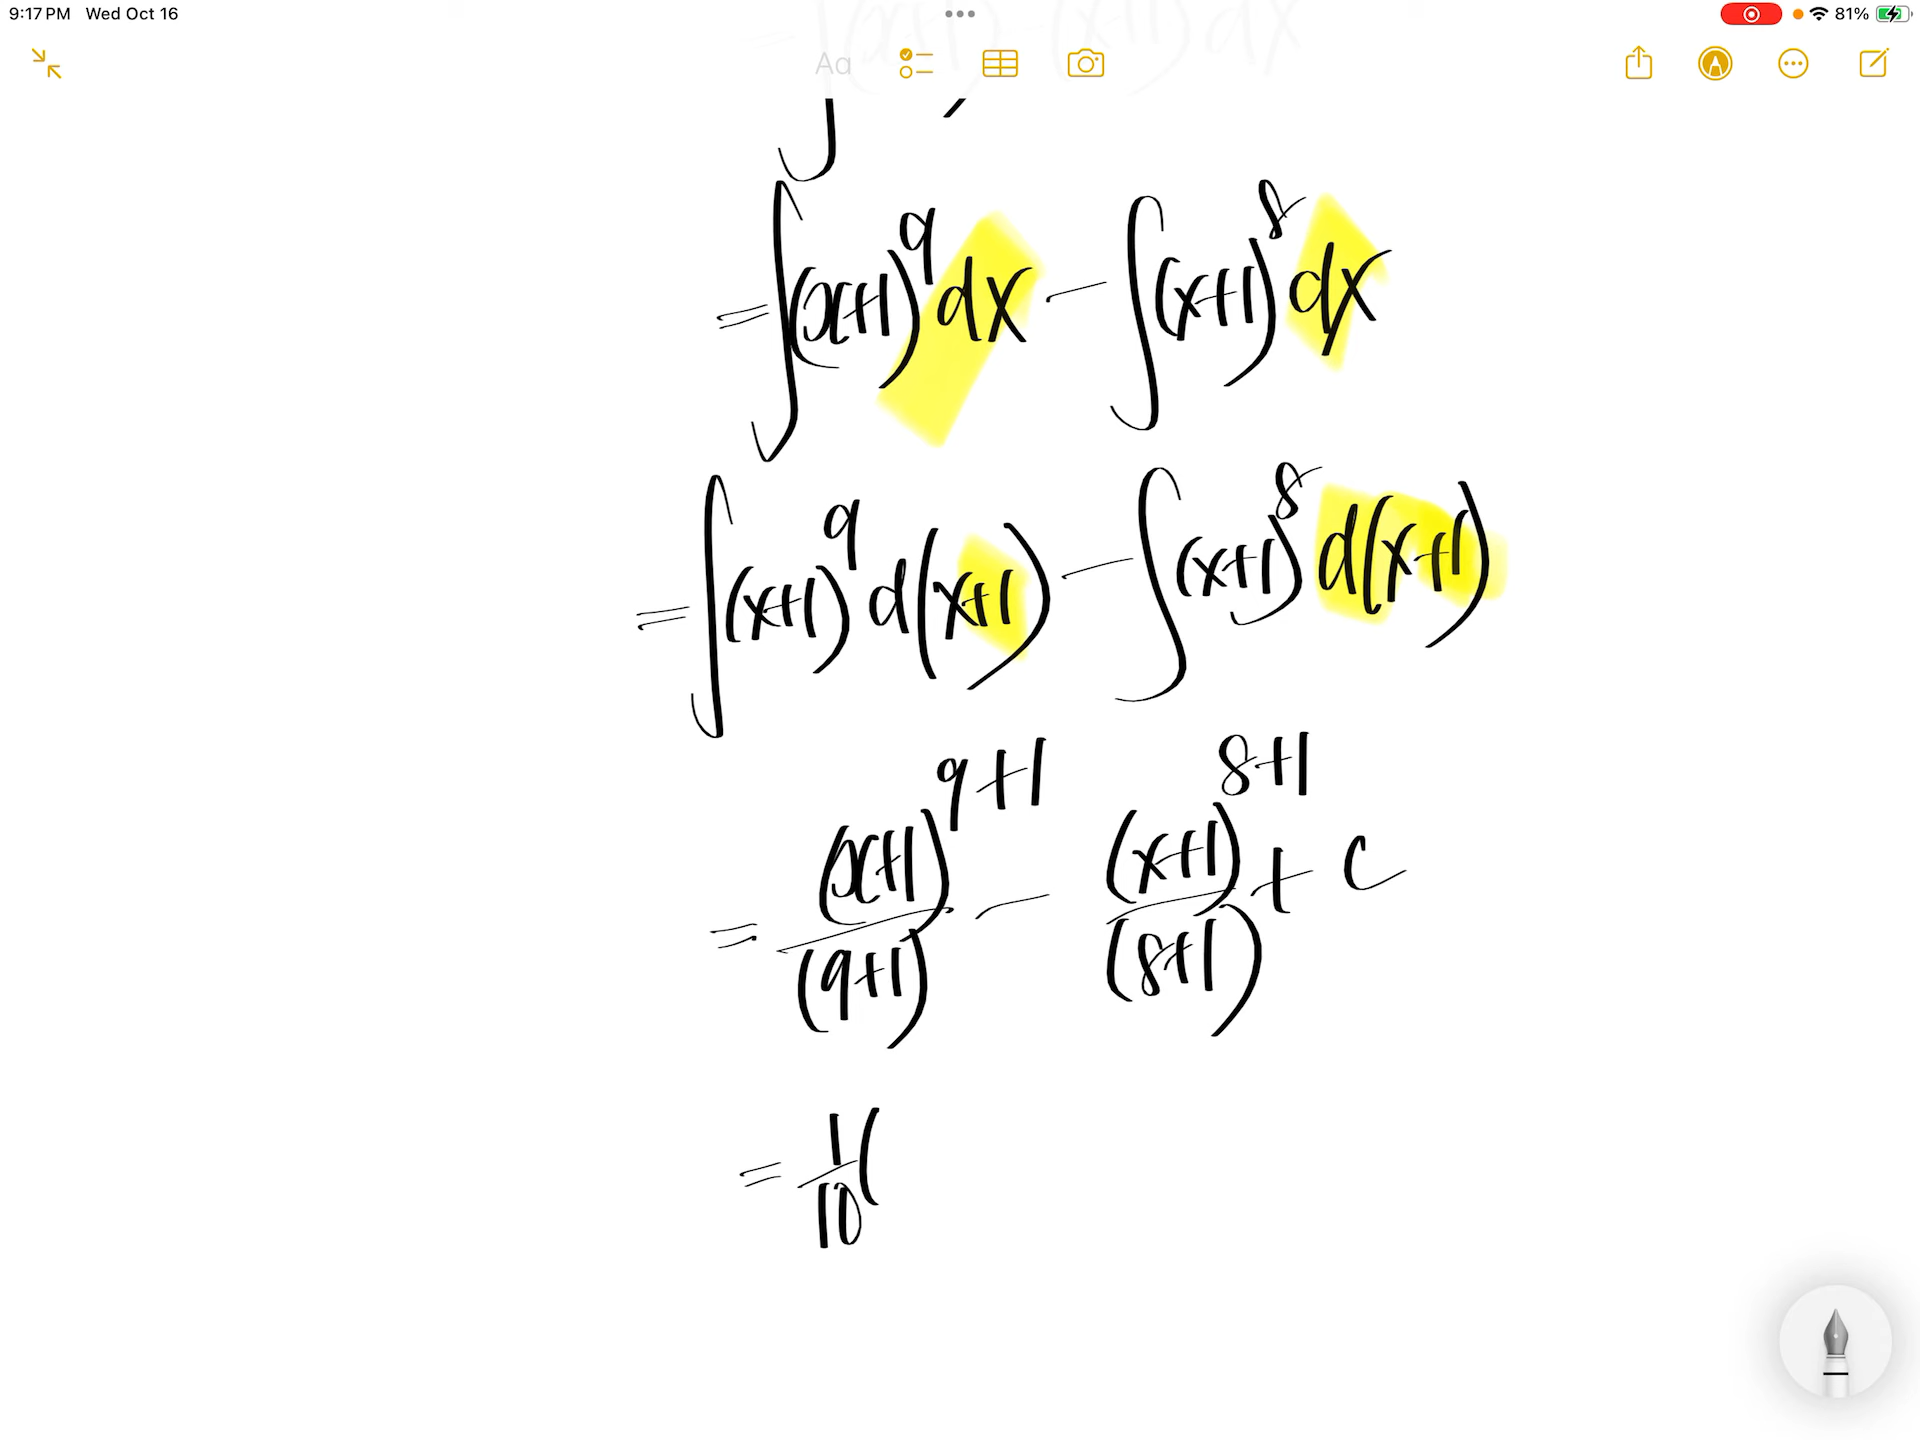 9:17 PM Wed Oct 16
81%
Aa
= ∫(x+1)^9 dx − ∫(x+1)^8 dx
= ∫(x+1)^9 d(x+1) − ∫(x+1)^8 d(x+1)
= (x+1)^(9+1)/(9+1) − (x+1)^(8+1)/(8+1) + c
= 1/10 (